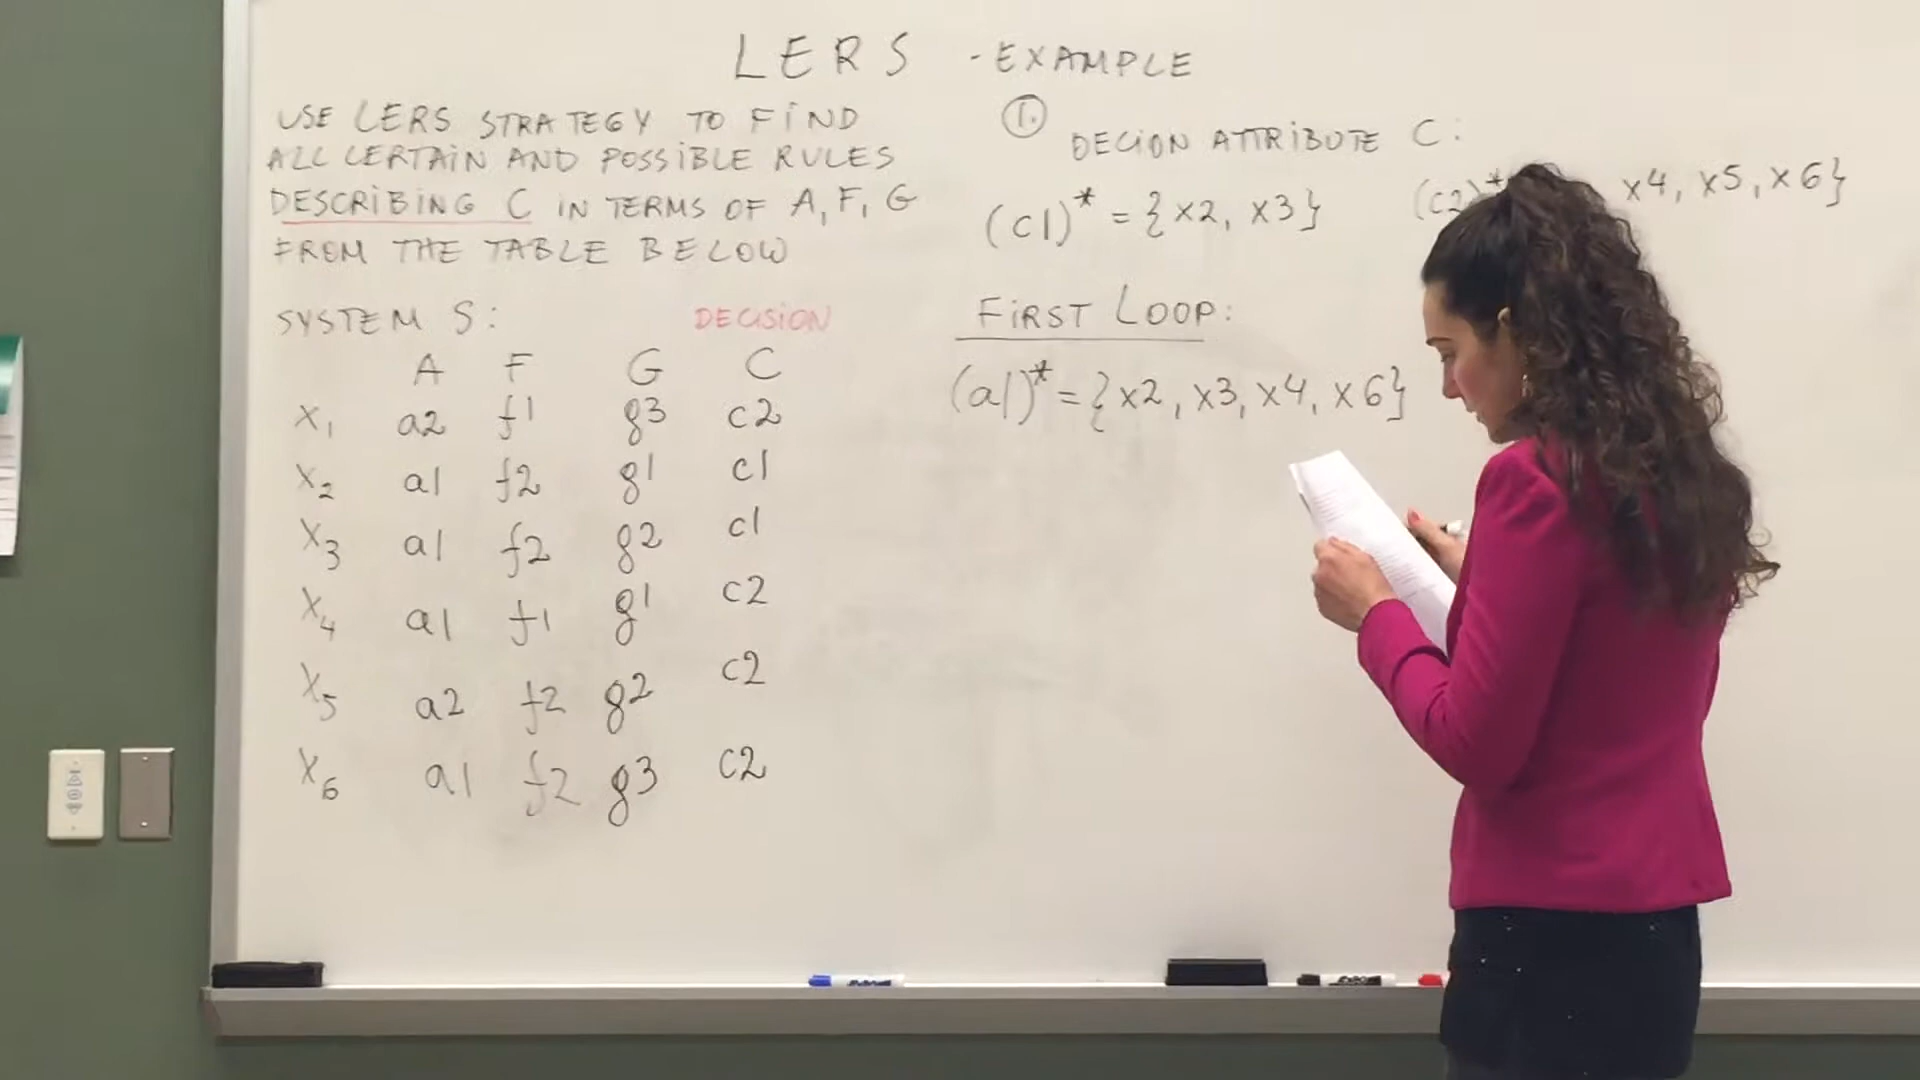 LERS - EXAMPLE
USE LERS STRATEGY TO FIND
ALL CERTAIN AND POSSIBLE RULES
DESCRIBING C IN TERMS OF A, F, G
FROM THE TABLE BELOW
SYSTEM S: DECISION
A F G C
x1 a2 f1 g3 c2
x2 a1 f2 g1 c1
x3 a1 f2 g2 c1
x4 a1 f1 g1 c2
x5 a2 f2 g2 c2
x6 a1 f2 g3 c2
1.
DECION ATTRIBUTE C:
(c1)* = {x2, x3} (c2)* x4, x5, x6}
FIRST LOOP:
(a1)* = {x2, x3, x4, x6}